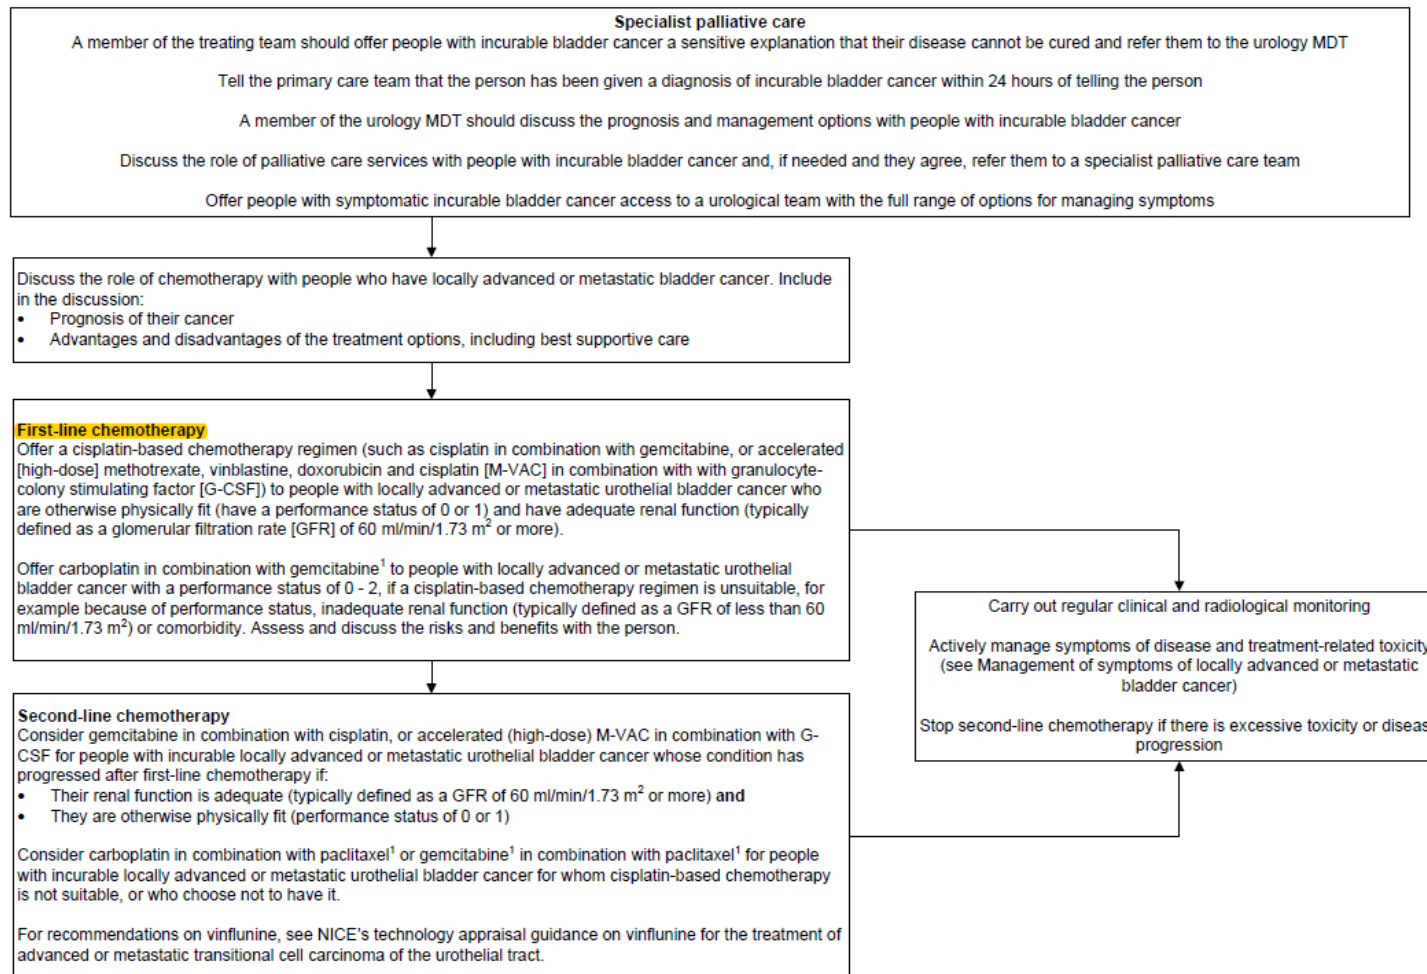 Specialist palliative care
A member of the treating team should offer people with incurable bladder cancer a sensitive explanation that their disease cannot be cured and refer them to the urology MDT
Tell the primary care team that the person has been given a diagnosis of incurable bladder cancer within 24 hours of telling the person
A member of the urology MDT should discuss the prognosis and management options with people with incurable bladder cancer
Discuss the role of palliative care services with people with incurable bladder cancer and, if needed and they agree, refer them to a specialist palliative care team
Offer people with symptomatic incurable bladder cancer access to a urological team with the full range of options for managing symptoms
Discuss the role of chemotherapy with people who have locally advanced or metastatic bladder cancer. Include
in the discussion:
• Prognosis of their cancer
• Advantages and disadvantages of the treatment options, including best supportive care
First-line chemotherapy
Offer a cisplatin-based chemotherapy regimen (such as cisplatin in combination with gemcitabine, or accelerated
[high-dose] methotrexate, vinblastine, doxorubicin and cisplatin [M-VAC] in combination with with granulocyte-
colony stimulating factor [G-CSF]) to people with locally advanced or metastatic urothelial bladder cancer who
are otherwise physically fit (have a performance status of 0 or 1) and have adequate renal function (typically
defined as a glomerular filtration rate [GFR] of 60 ml/min/1.73 m² or more).
Offer carboplatin in combination with gemcitabine¹ to people with locally advanced or metastatic urothelial
bladder cancer with a performance status of 0 - 2, if a cisplatin-based chemotherapy regimen is unsuitable, for
example because of performance status, inadequate renal function (typically defined as a GFR of less than 60
ml/min/1.73 m²) or comorbidity. Assess and discuss the risks and benefits with the person.
Second-line chemotherapy
Consider gemcitabine in combination with cisplatin, or accelerated (high-dose) M-VAC in combination with G-
CSF for people with incurable locally advanced or metastatic urothelial bladder cancer whose condition has
progressed after first-line chemotherapy if:
• Their renal function is adequate (typically defined as a GFR of 60 ml/min/1.73 m² or more) and
• They are otherwise physically fit (performance status of 0 or 1)
Consider carboplatin in combination with paclitaxel¹ or gemcitabine¹ in combination with paclitaxel¹ for people
with incurable locally advanced or metastatic urothelial bladder cancer for whom cisplatin-based chemotherapy
is not suitable, or who choose not to have it.
For recommendations on vinflunine, see NICE's technology appraisal guidance on vinflunine for the treatment of
advanced or metastatic transitional cell carcinoma of the urothelial tract.
Carry out regular clinical and radiological monitoring
Actively manage symptoms of disease and treatment-related toxicity
(see Management of symptoms of locally advanced or metastatic
bladder cancer)
Stop second-line chemotherapy if there is excessive toxicity or diseas
progression